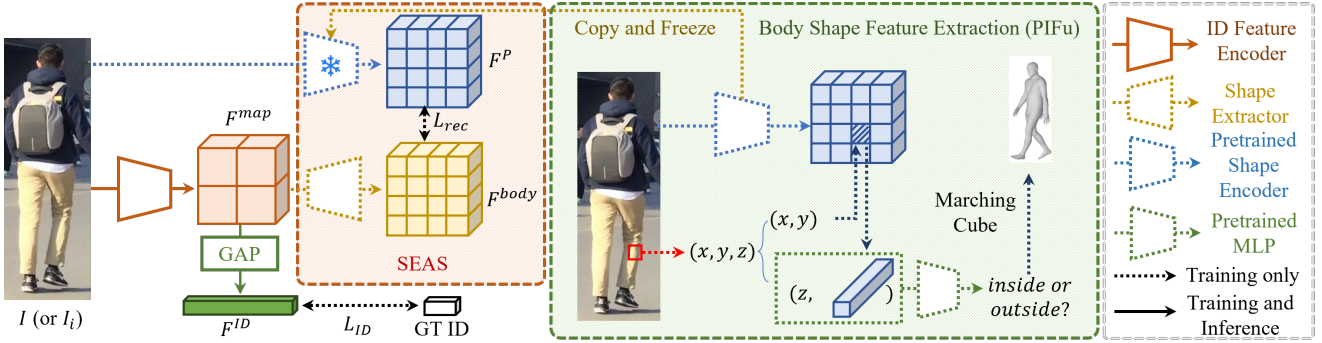 I (or I_i)
F^map
GAP
F^ID
L_ID
GT ID
F^P
L_rec
F^body
SEAS
Copy and Freeze
Body Shape Feature Extraction (PIFu)
(x, y)
(x, y, z)
(z, )
Marching
Cube
inside or
outside?
ID Feature
Encoder
Shape
Extractor
Pretrained
Shape
Encoder
Pretrained
MLP
Training only
Training and
Inference